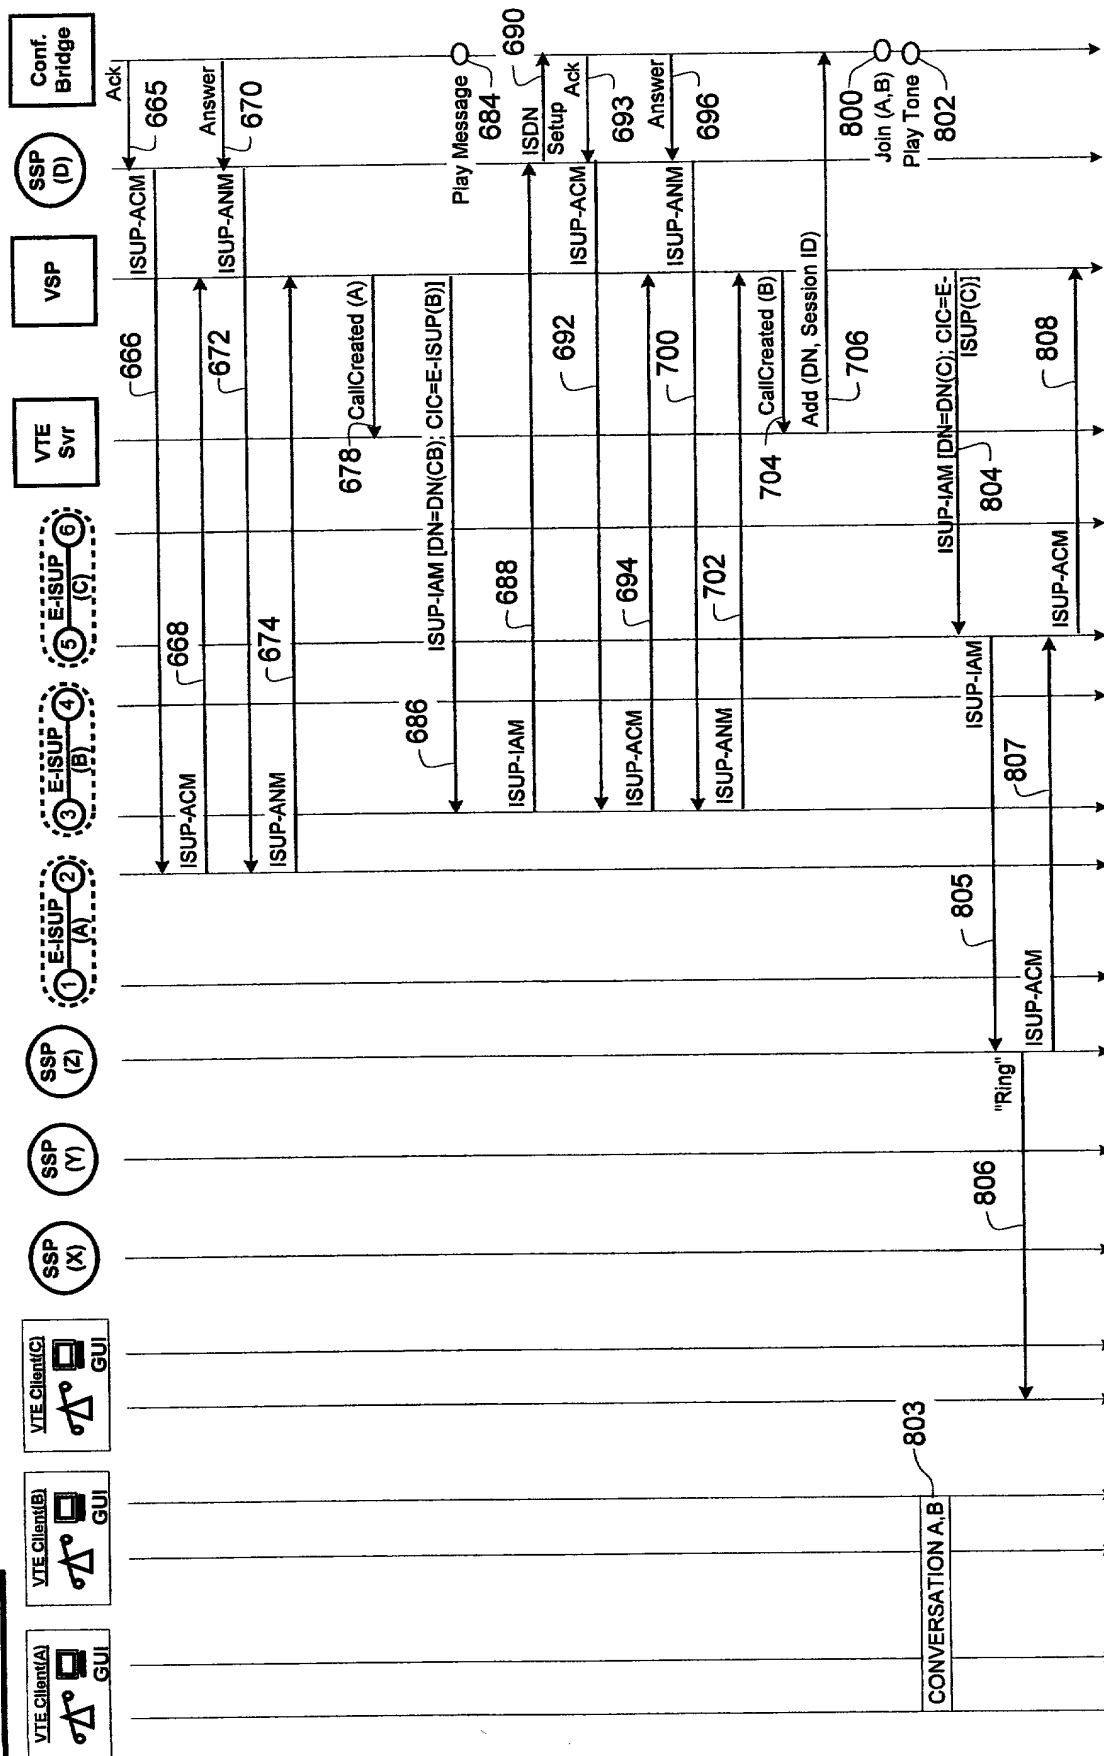 VTE Client(A)
GUI
VTE Client(B)
GUI
VTE Client(C)
GUI
SSP
(X)
SSP
(Y)
SSP
(Z)
1
E-ISUP
(A)
2
3
E-ISUP
(B)
4
5
E-ISUP
(C)
6
VTE
Svr
VSP
SSP
(D)
Conf.
Bridge
Ack
665
ISUP-ACM
666
ISUP-ACM
668
Answer
670
ISUP-ANM
672
ISUP-ANM
674
CallCreated (A)
678
Play Message
684
ISUP-IAM [DN=DN(CB); CIC=E-ISUP(B)]
686
ISUP-IAM
688
ISDN
Setup
690
Ack
693
ISUP-ACM
692
ISUP-ACM
694
Answer
696
ISUP-ANM
700
ISUP-ANM
702
CallCreated (B)
704
Add (DN, Session ID)
706
Join (A,B)
800
Play Tone
802
CONVERSATION A,B
803
ISUP-IAM [DN=DN(C); CIC=E-
ISUP(C)]
804
ISUP-IAM
805
"Ring"
806
ISUP-ACM
807
ISUP-ACM
808